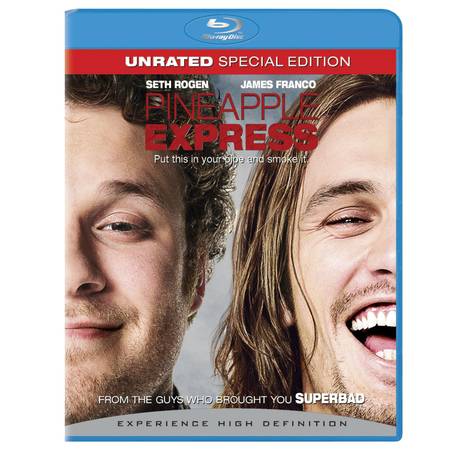 Blu-ray Disc
UNRATED SPECIAL EDITION
SETH ROGEN JAMES FRANCO
PINEAPPLE
EXPRESS
Put this in your pipe and smoke it.
FROM THE GUYS WHO BROUGHT YOU SUPERBAD
EXPERIENCE HIGH DEFINITION